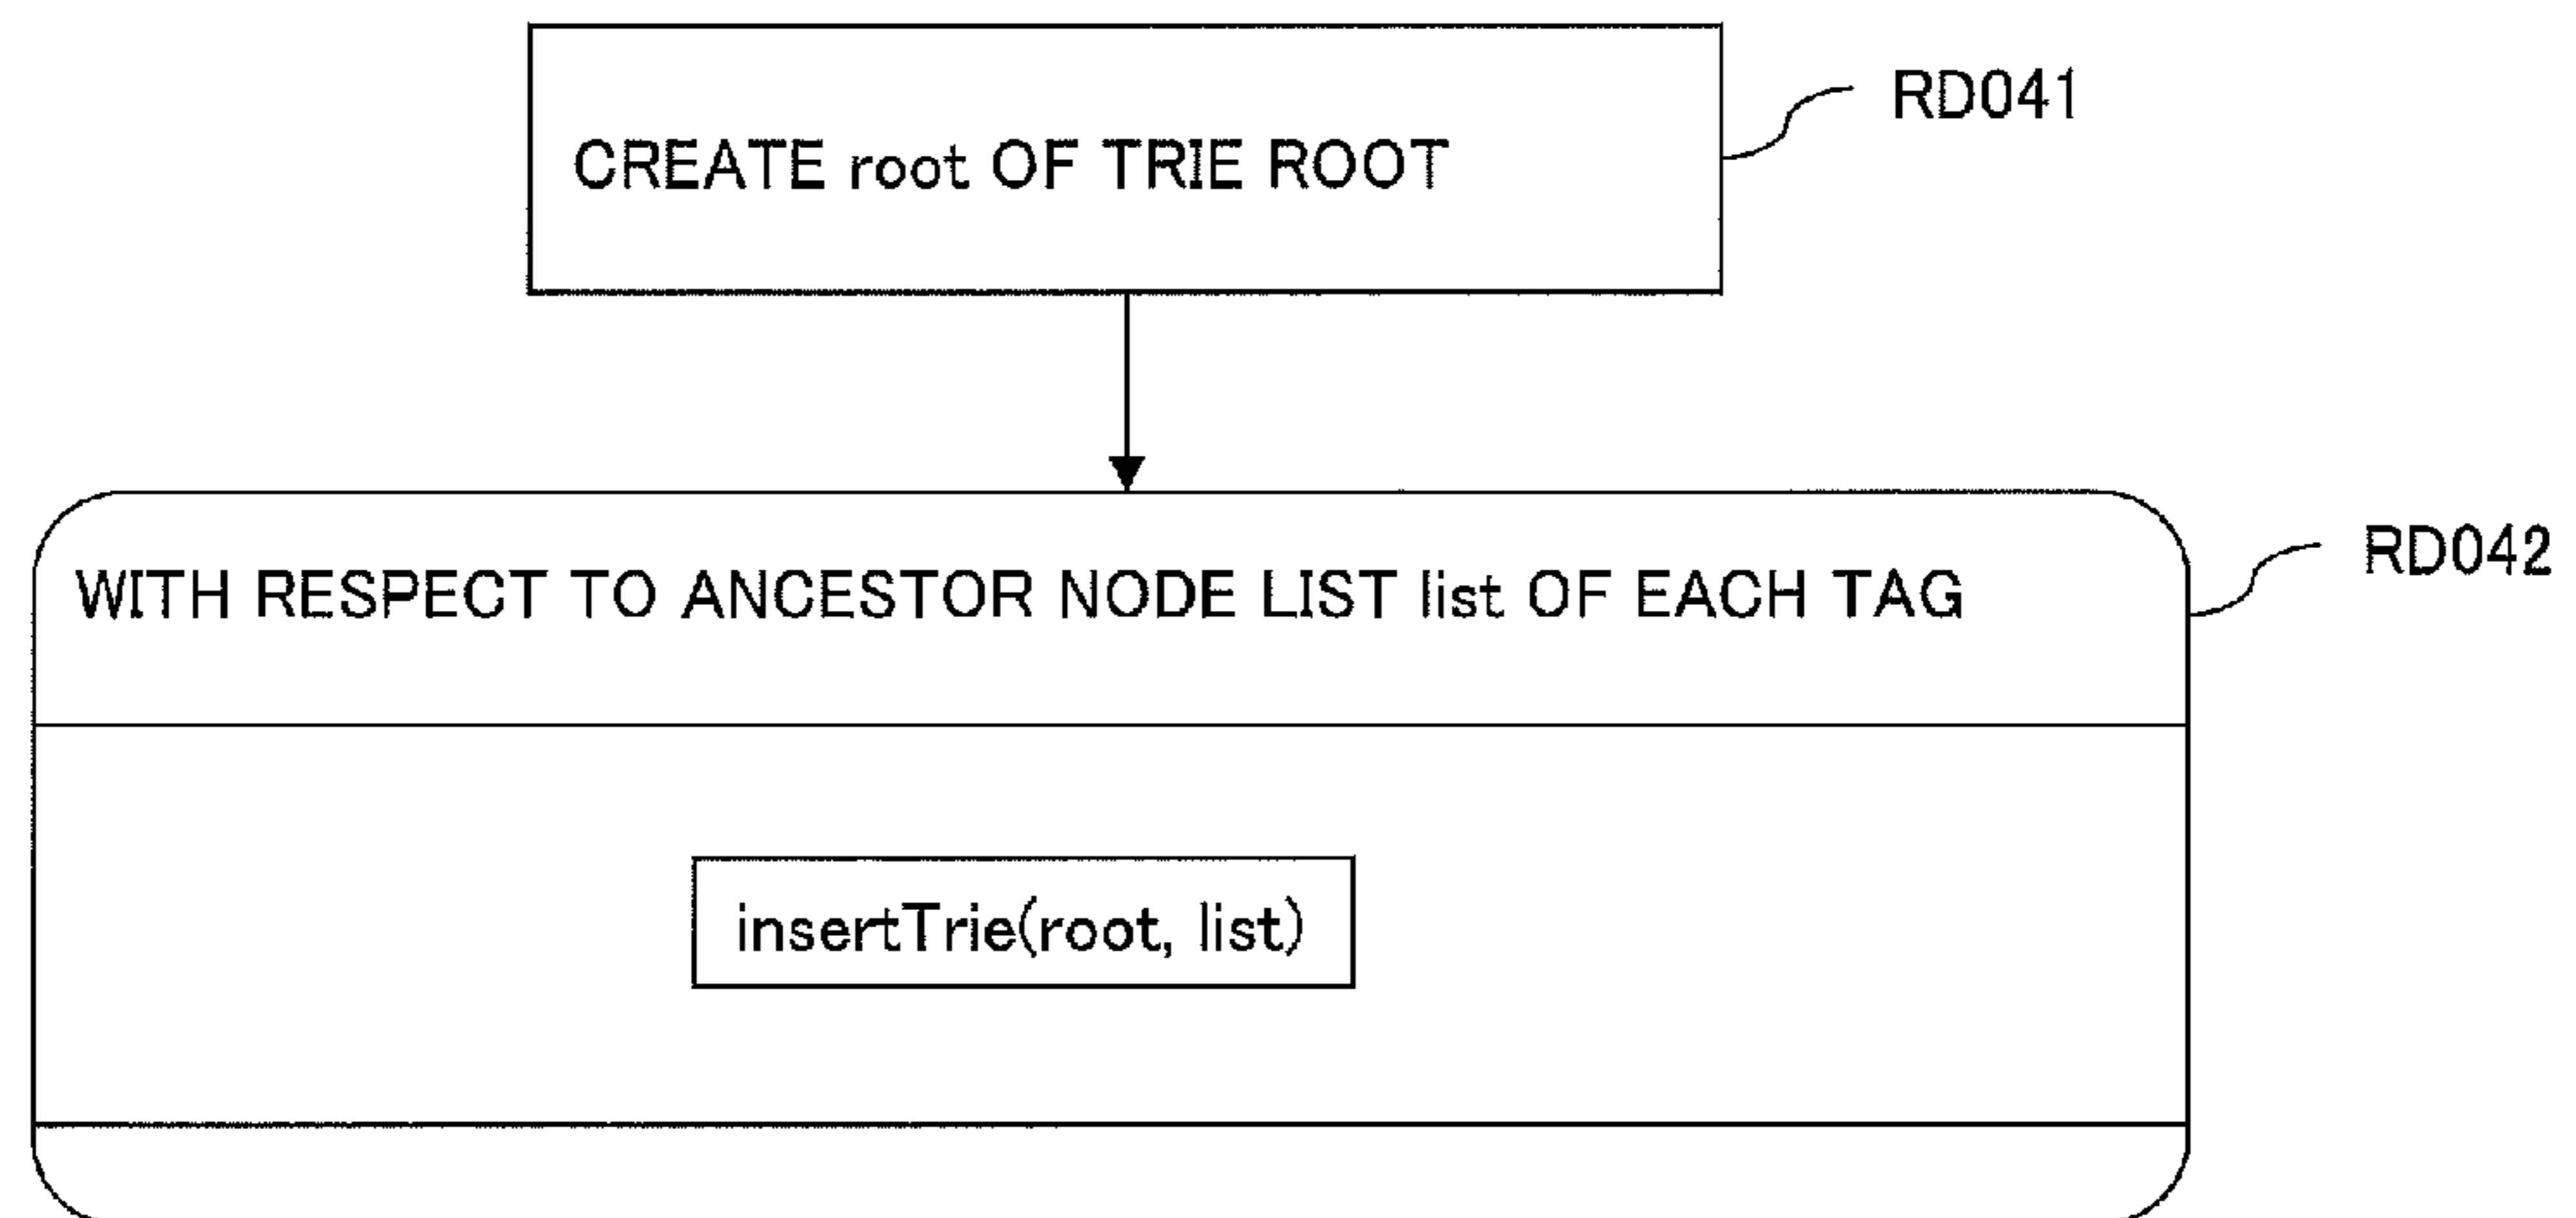 RD041
CREATE root OF TRIE ROOT
RD042
WITH RESPECT TO ANCESTOR NODE LIST list OF EACH TAG
insertTrie(root, list)